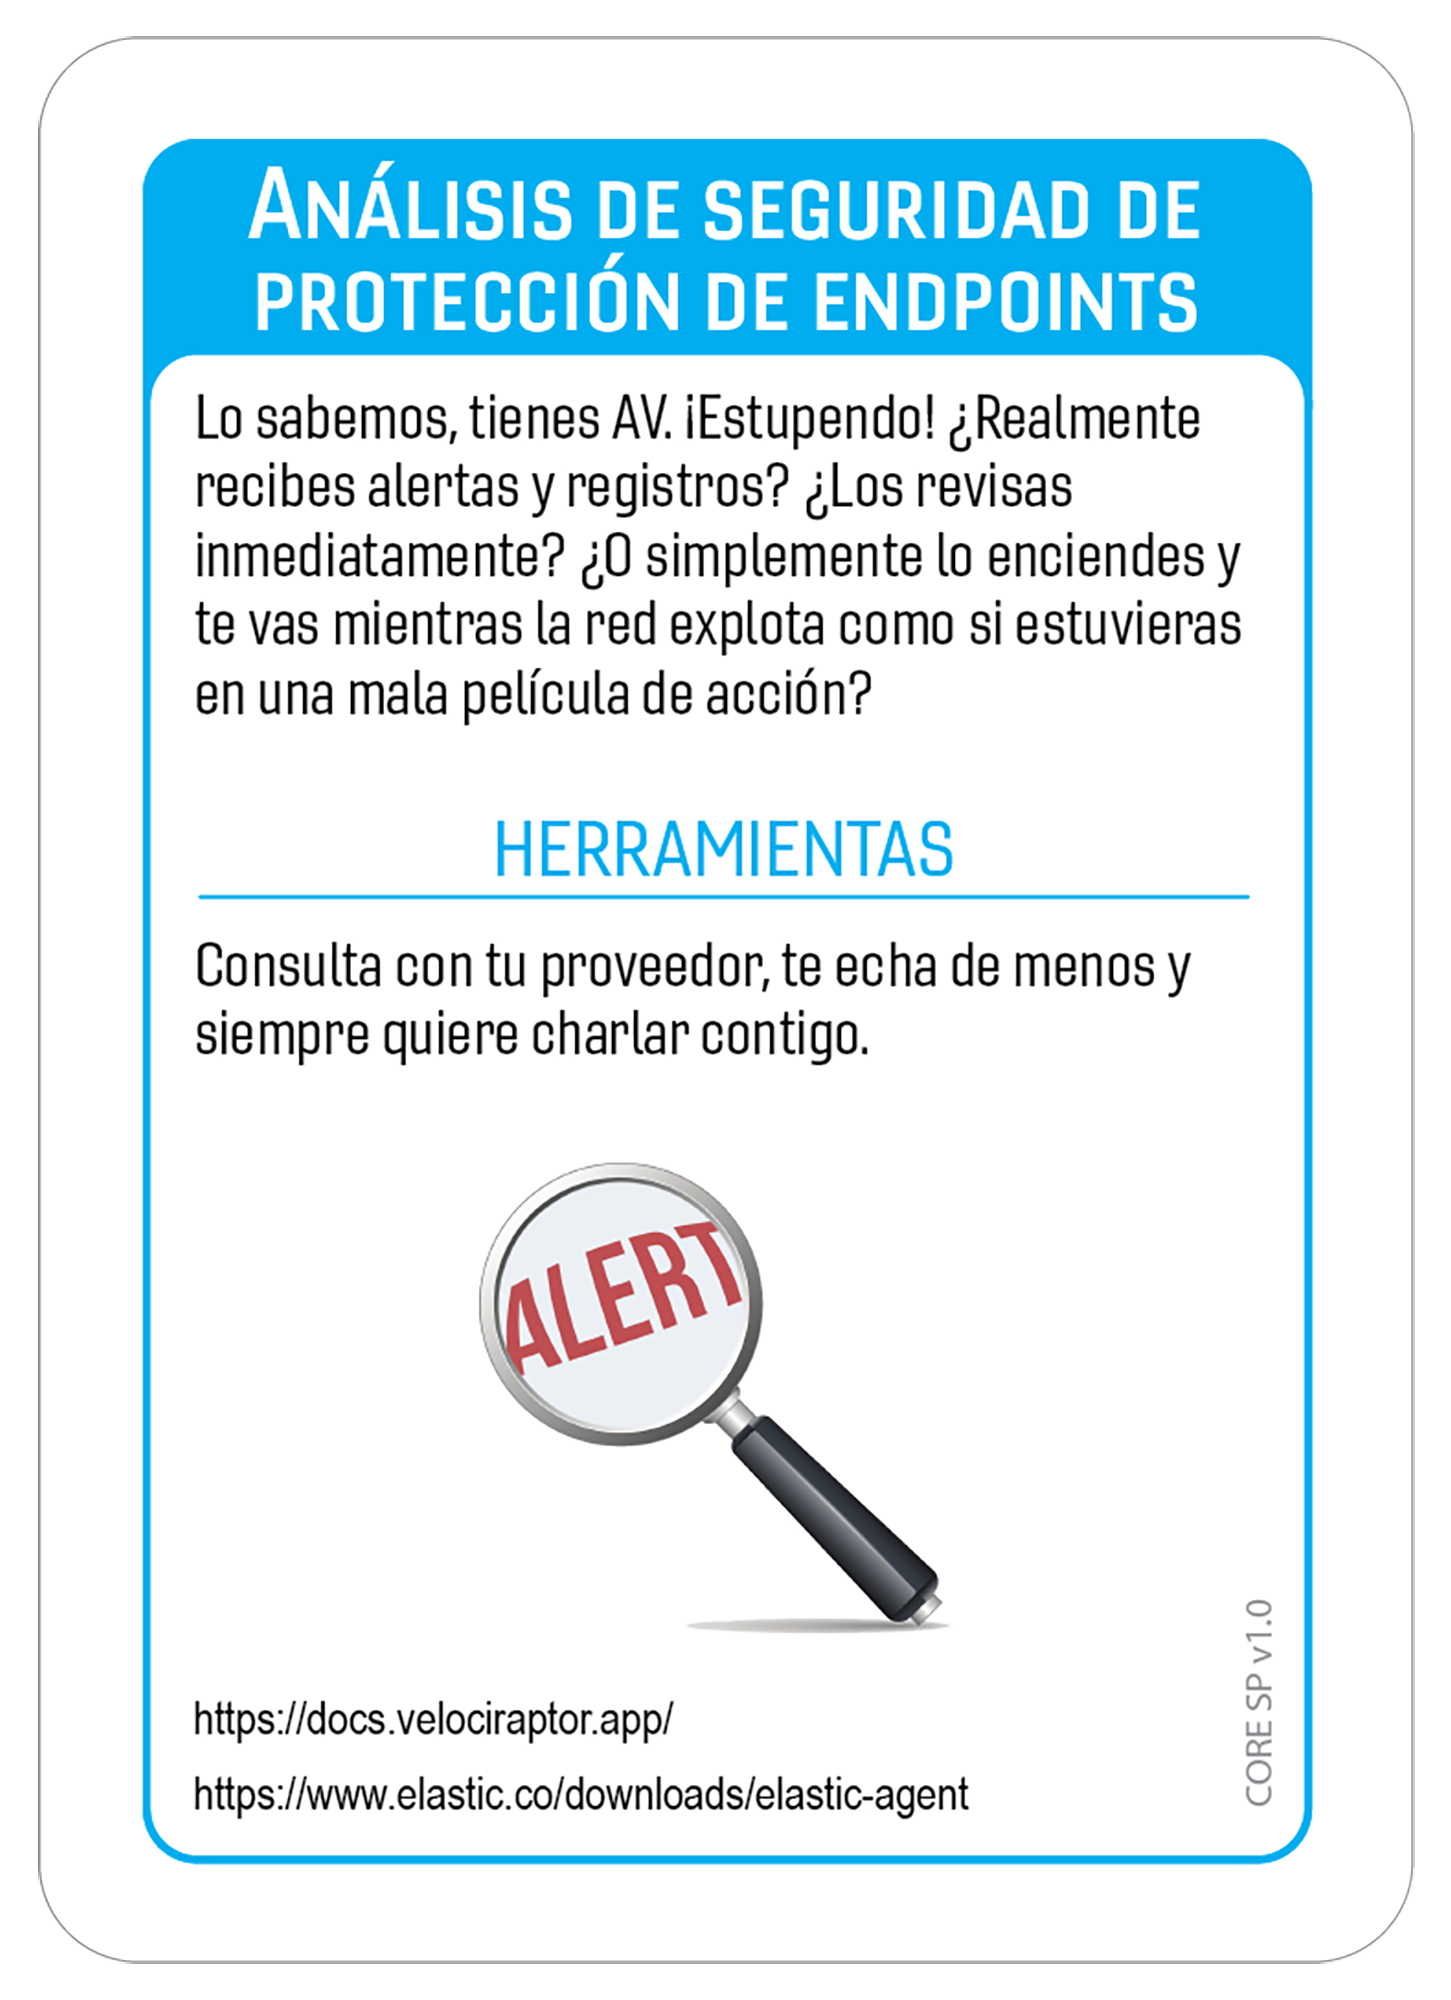 ANÁLISIS DE SEGURIDAD DE
PROTECCIÓN DE ENDPOINTS
Lo sabemos, tienes AV. ¡Estupendo! ¿Realmente
recibes alertas y registros? ¿Los revisas
inmediatamente? ¿O simplemente lo enciendes y
te vas mientras la red explota como si estuvieras
en una mala película de acción?
HERRAMIENTAS
Consulta con tu proveedor, te echa de menos y
siempre quiere charlar contigo.
ALERT
https://docs.velociraptor.app/
https://www.elastic.co/downloads/elastic-agent
CORE SP v1.0